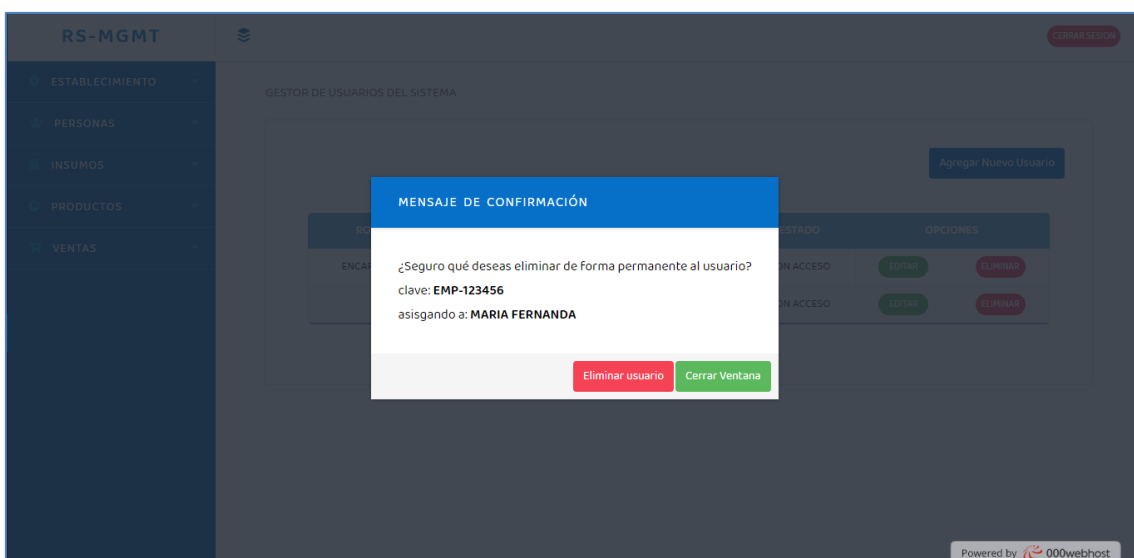 RS-MGMT
CERRAR SESION
ESTABLECIMIENTO
GESTOR DE USUARIOS DEL SISTEMA
PERSONAS
INSUMOS
Agregar Nuevo Usuario
PRODUCTOS
MENSAJE DE CONFIRMACIÓN
ESTADO OPCIONES
VENTAS
¿Seguro qué deseas eliminar de forma permanente al usuario?
ACCESO EDITAR ELIMINAR
clave: EMP-123456
ACCESO EDITAR ELIMINAR
asisgando a: MARIA FERNANDA
Eliminar usuario Cerrar Ventana
Powered by 000webhost